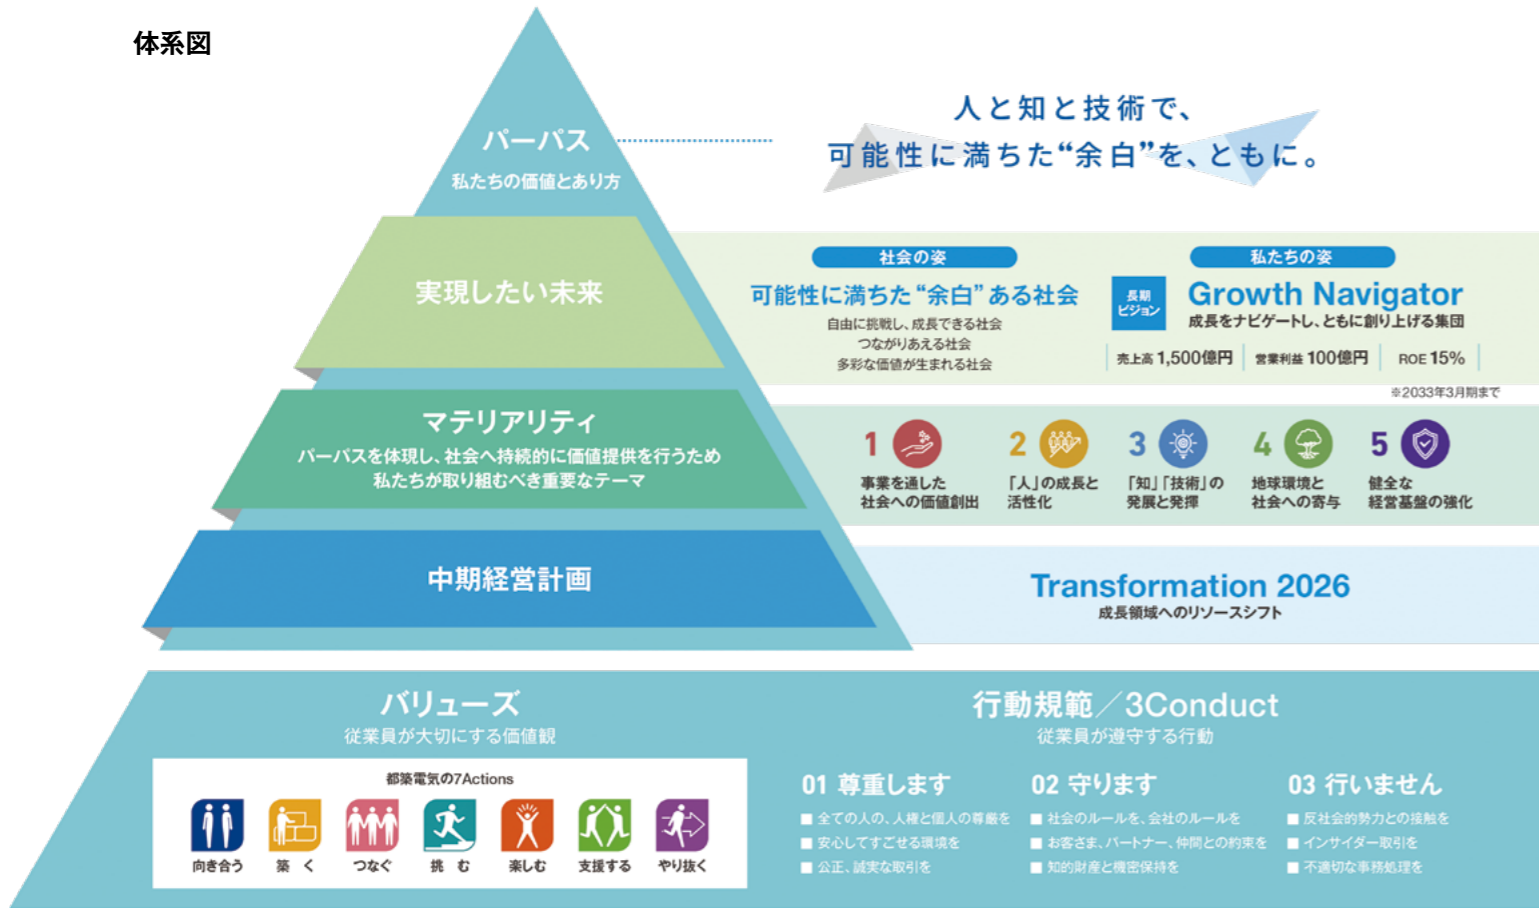 体系図
パーパス
私たちの価値とあり方
人と知と技術で、
可能性に満ちた“余白”を、ともに。
実現したい未来
社会の姿
可能性に満ちた“余白”ある社会
自由に挑戦し、成長できる社会
つながりあえる社会
多彩な価値が生まれる社会
私たちの姿
長期
ビジョン
Growth Navigator
成長をナビゲートし、ともに創り上げる集団
売上高 1,500億円
営業利益 100億円
ROE 15%
※2033年3月期まで
マテリアリティ
パーパスを体現し、社会へ持続的に価値提供を行うため
私たちが取り組むべき重要なテーマ
1
事業を通した
社会への価値創出
2
「人」の成長と
活性化
3
「知」「技術」の
発展と発揮
4
地球環境と
社会への寄与
5
健全な
経営基盤の強化
中期経営計画
Transformation 2026
成長領域へのリソースシフト
バリューズ
従業員が大切にする価値観
都築電気の7Actions
向き合う
築 く
つなぐ
挑 む
楽しむ
支援する
やり抜く
行動規範／3Conduct
従業員が遵守する行動
01 尊重します
■ 全ての人の、人権と個人の尊厳を
■ 安心してすごせる環境を
■ 公正、誠実な取引を
02 守ります
■ 社会のルールを、会社のルールを
■ お客さま、パートナー、仲間との約束を
■ 知的財産と機密保持を
03 行いません
■ 反社会的勢力との接触を
■ インサイダー取引を
■ 不適切な事務処理を